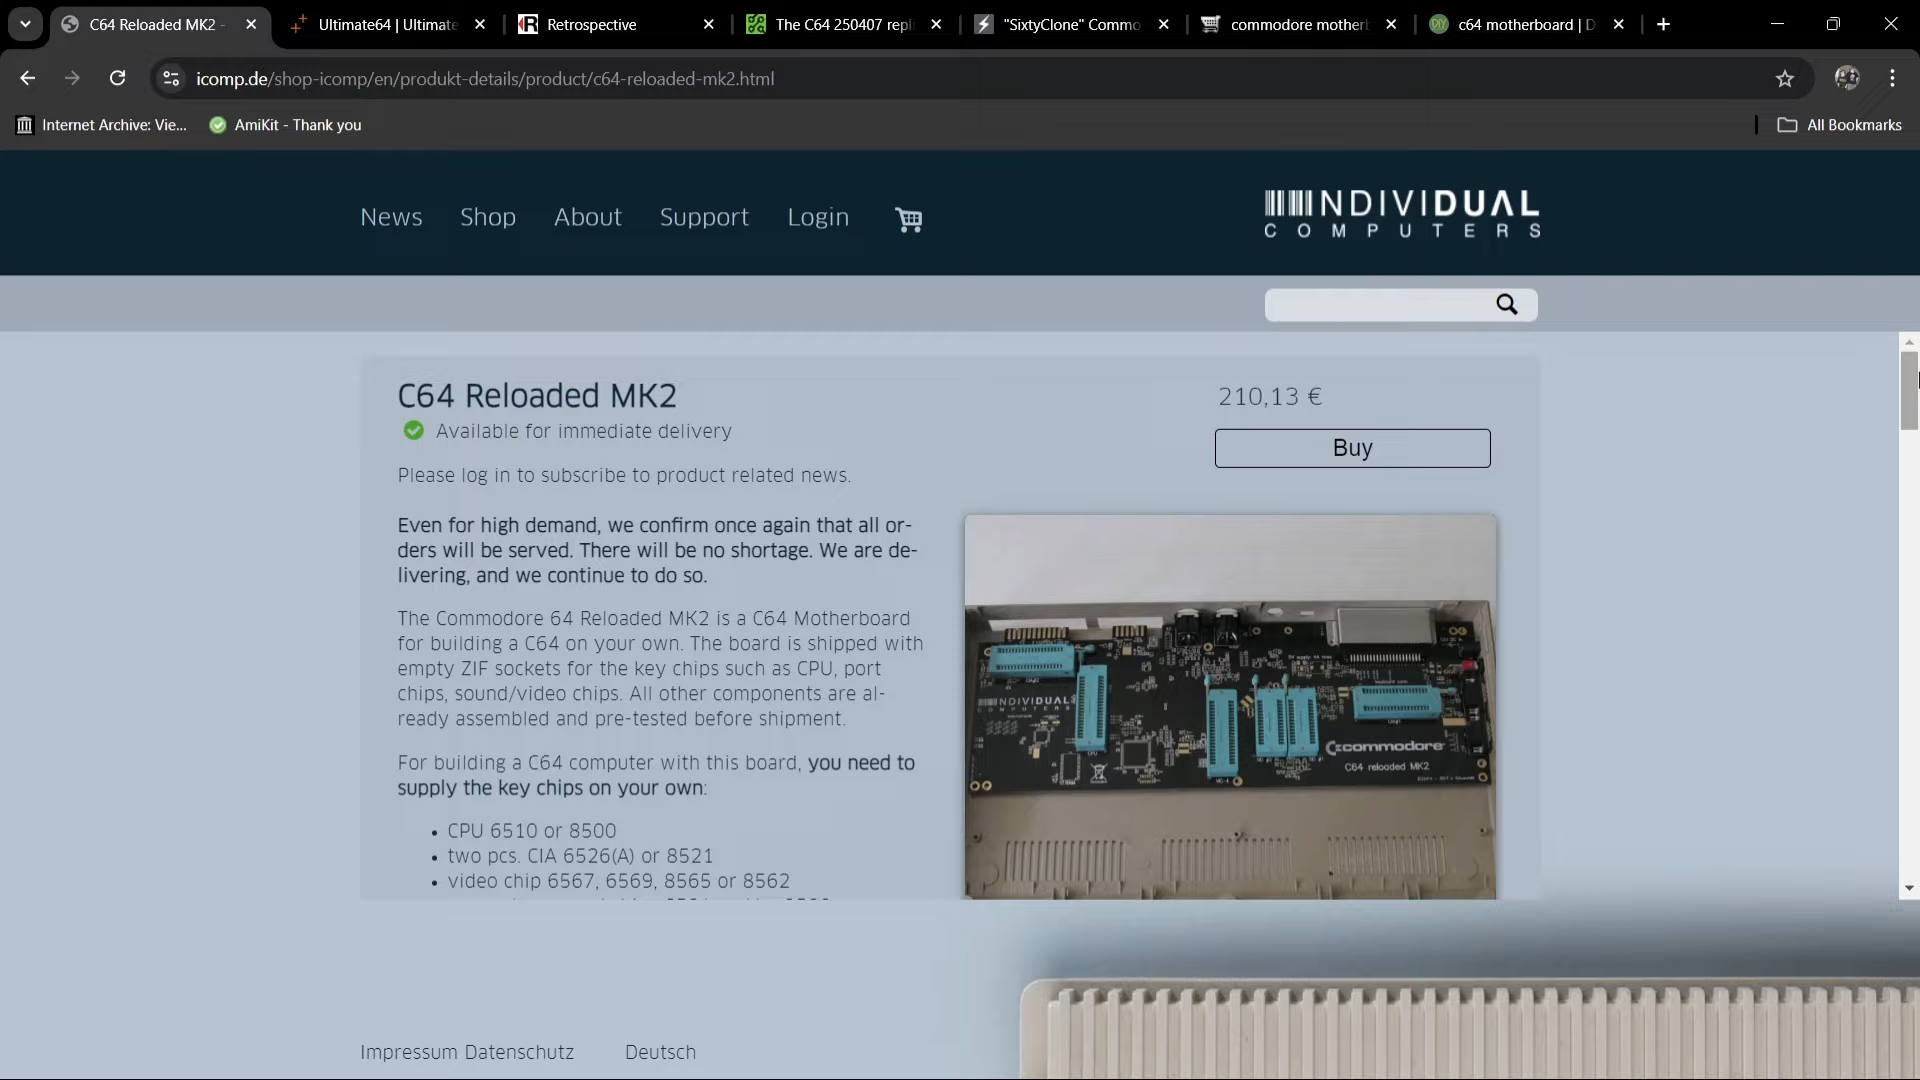 C64 Reloaded MK2 -
Ultimate64 | Ultimate
Retrospective
The C64 250407 repli
"SixtyClone" Commo
commodore mother
c64 motherboard | D
icomp.de/shop-icomp/en/produkt-details/product/c64-reloaded-mk2.html
Internet Archive: Vie...
AmiKit - Thank you
All Bookmarks
News
Shop
About
Support
Login
INDIVIDUAL
COMPUTERS
C64 Reloaded MK2
210,13 €
Available for immediate delivery
Buy
Please log in to subscribe to product related news.
Even for high demand, we confirm once again that all or-
ders will be served. There will be no shortage. We are de-
livering, and we continue to do so.
The Commodore 64 Reloaded MK2 is a C64 Motherboard
for building a C64 on your own. The board is shipped with
empty ZIF sockets for the key chips such as CPU, port
chips, sound/video chips. All other components are al-
ready assembled and pre-tested before shipment.
For building a C64 computer with this board, you need to
supply the key chips on your own:
• CPU 6510 or 8500
• two pcs. CIA 6526(A) or 8521
• video chip 6567, 6569, 8565 or 8562
INDIVIDUAL
COMPUTERS
commodore
C64 reloaded MK2
Impressum Datenschutz
Deutsch